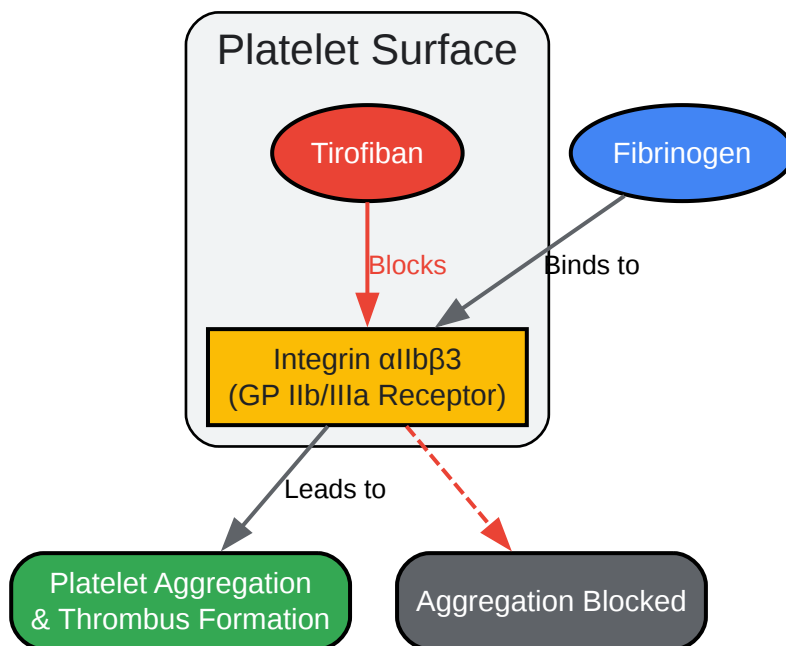 Platelet Surface
Tirofiban
Fibrinogen
Blocks
Binds to
Integrin αIIbβ3
(GP IIb/IIIa Receptor)
Leads to
Platelet Aggregation
& Thrombus Formation
Aggregation Blocked